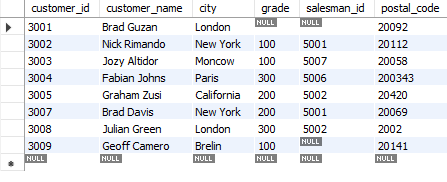 customer_id customer_name city grade salesman_id postal_code
3001 Brad Guzan London NULL NULL 20092
3002 Nick Rimando New York 100 5001 20112
3003 Jozy Altidor Moncow 100 5007 20058
3004 Fabian Johns Paris 300 5006 200343
3005 Graham Zusi California 200 5002 20420
3007 Brad Davis New York 200 5001 20069
3008 Julian Green London 300 5002 2002
3009 Geoff Camero Brelin 100 NULL 20141
NULL NULL NULL NULL NULL NULL